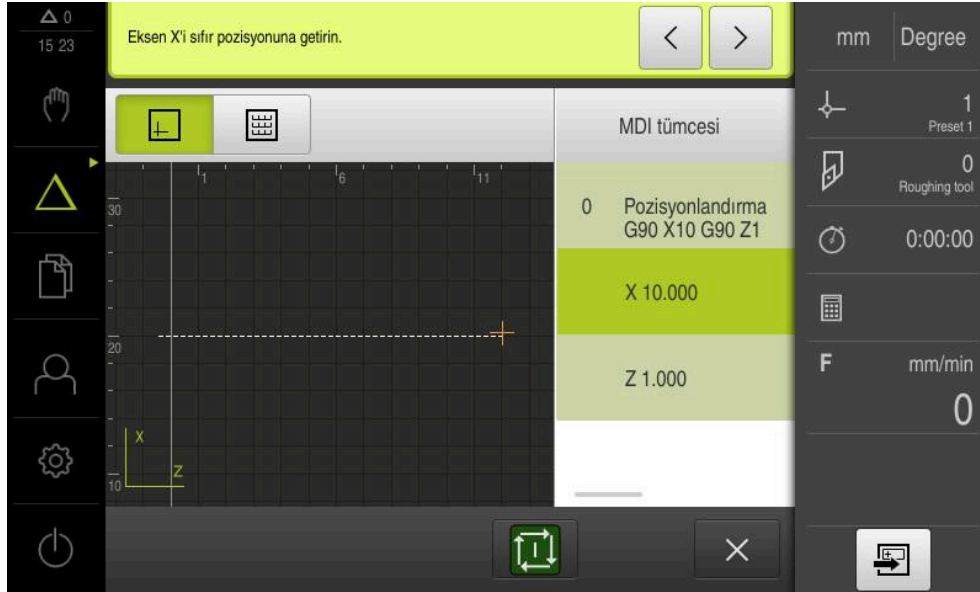 0
15 23
Eksen X'i sıfır pozisyonuna getirin.
mm
Degree
1
Preset 1
0
Roughing tool
0:00:00
F
mm/min
0
MDI tümcesi
0
Pozisyonlandırma
G90 X10 G90 Z1
X 10.000
Z 1.000
1
6
11
30
20
10
X
Z